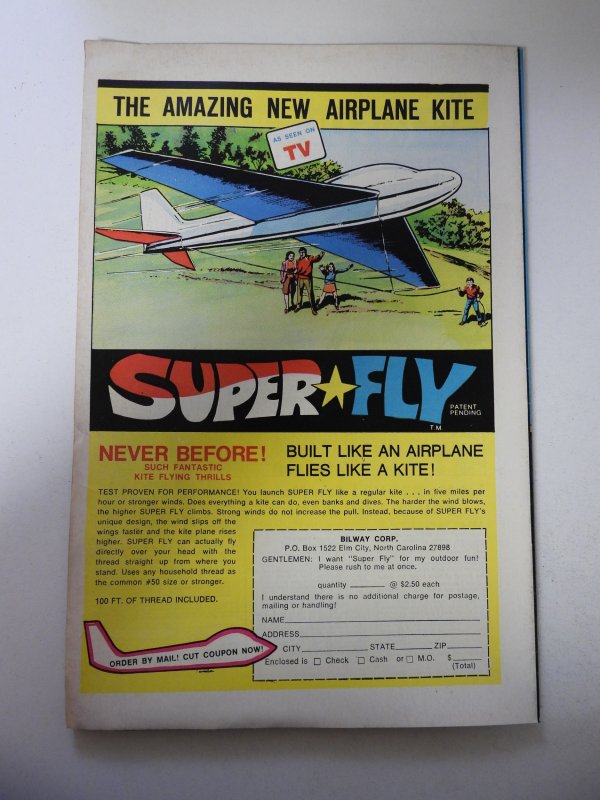 THE AMAZING NEW AIRPLANE KITE
AS SEEN ON
TV
SUPER FLY
PATENT
PENDING
T.M.
NEVER BEFORE!
SUCH FANTASTIC
KITE FLYING THRILLS
BUILT LIKE AN AIRPLANE
FLIES LIKE A KITE!
TEST PROVEN FOR PERFORMANCE! You launch SUPER FLY like a regular kite . . . in five miles per
hour or stronger winds. Does everything a kite can do, even banks and dives. The harder the wind blows,
the higher SUPER FLY climbs. Strong winds do not increase the pull. Instead, because of SUPER FLY's
unique design, the wind slips off the
wings faster and the kite plane rises
higher. SUPER FLY can actually fly
directly over your head with the
thread straight up from where you
stand. Uses any household thread as
the common #50 size or stronger.
100 FT. OF THREAD INCLUDED.
ORDER BY MAIL! CUT COUPON NOW!
BILWAY CORP.
P.O. Box 1522 Elm City, North Carolina 27898
GENTLEMEN: I want "Super Fly" for my outdoor fun!
Please rush to me at once.
quantity ________ @ $2.50 each
I understand there is no additional charge for postage,
mailing or handling!
NAME
ADDRESS
CITY STATE ZIP
Enclosed is □ Check □ Cash or □ M.O. $
(Total)